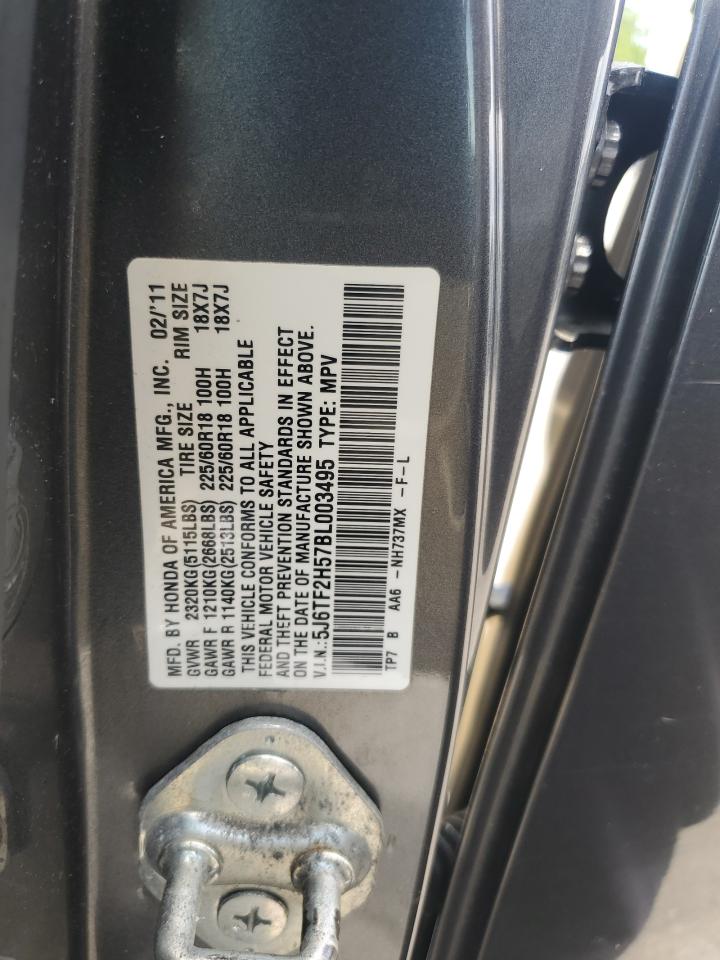 MFD. BY HONDA OF AMERICA MFG., INC. 02/'11
GVWR 2320KG(5115LBS) TIRE SIZE RIM SIZE
GAWR F 1210KG(2668LBS) 225/60R18 100H 18X7J
GAWR R 1140KG(2513LBS) 225/60R18 100H 18X7J
THIS VEHICLE CONFORMS TO ALL APPLICABLE
FEDERAL MOTOR VEHICLE SAFETY
AND THEFT PREVENTION STANDARDS IN EFFECT
ON THE DATE OF MANUFACTURE SHOWN ABOVE.
V.I.N.:5J6TF2H57BL003495 TYPE: MPV
TP7 B AA6 -NH737MX -F-L